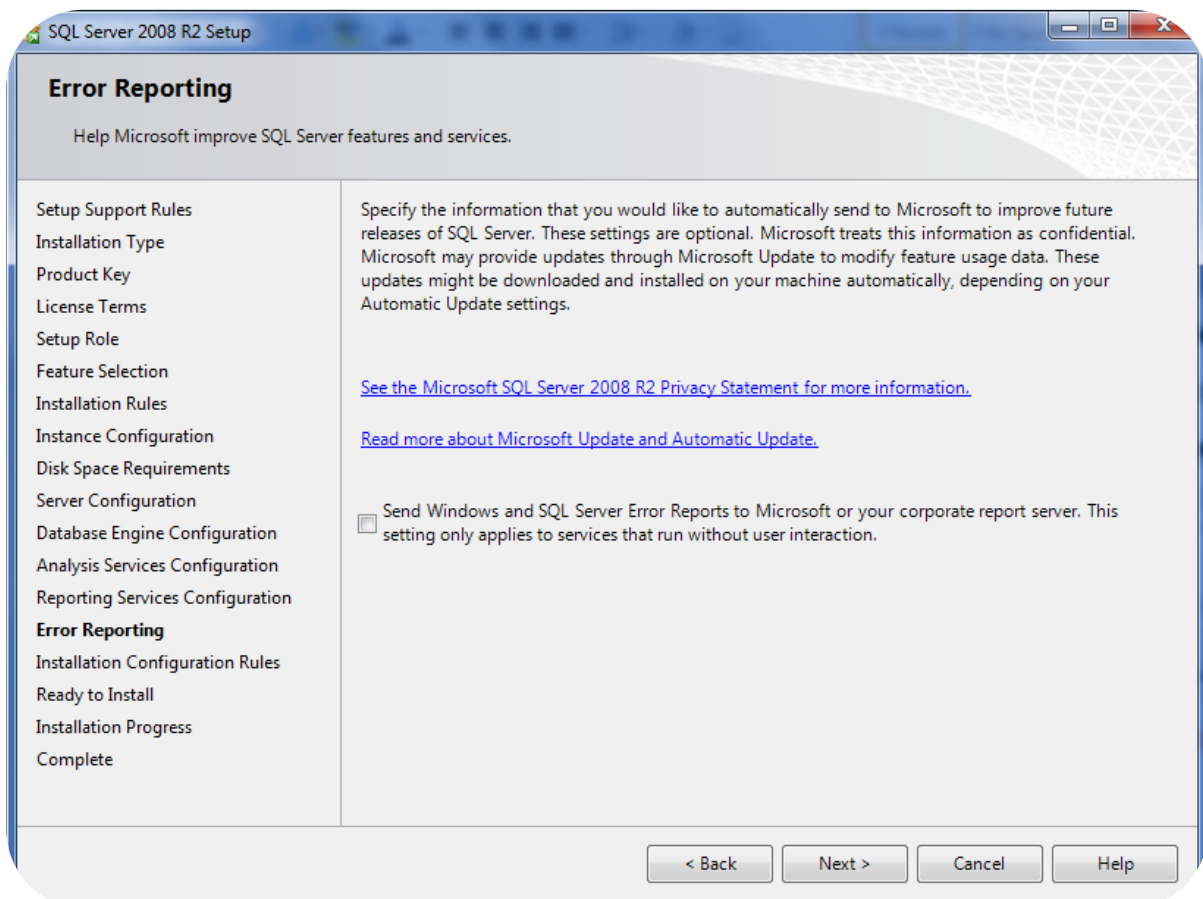 SQL Server 2008 R2 Setup
Error Reporting
Help Microsoft improve SQL Server features and services.
Setup Support Rules
Installation Type
Product Key
License Terms
Setup Role
Feature Selection
Installation Rules
Instance Configuration
Disk Space Requirements
Server Configuration
Database Engine Configuration
Analysis Services Configuration
Reporting Services Configuration
Error Reporting
Installation Configuration Rules
Ready to Install
Installation Progress
Complete
Specify the information that you would like to automatically send to Microsoft to improve future
releases of SQL Server. These settings are optional. Microsoft treats this information as confidential.
Microsoft may provide updates through Microsoft Update to modify feature usage data. These
updates might be downloaded and installed on your machine automatically, depending on your
Automatic Update settings.
See the Microsoft SQL Server 2008 R2 Privacy Statement for more information.
Read more about Microsoft Update and Automatic Update.
Send Windows and SQL Server Error Reports to Microsoft or your corporate report server. This
setting only applies to services that run without user interaction.
< Back
Next >
Cancel
Help